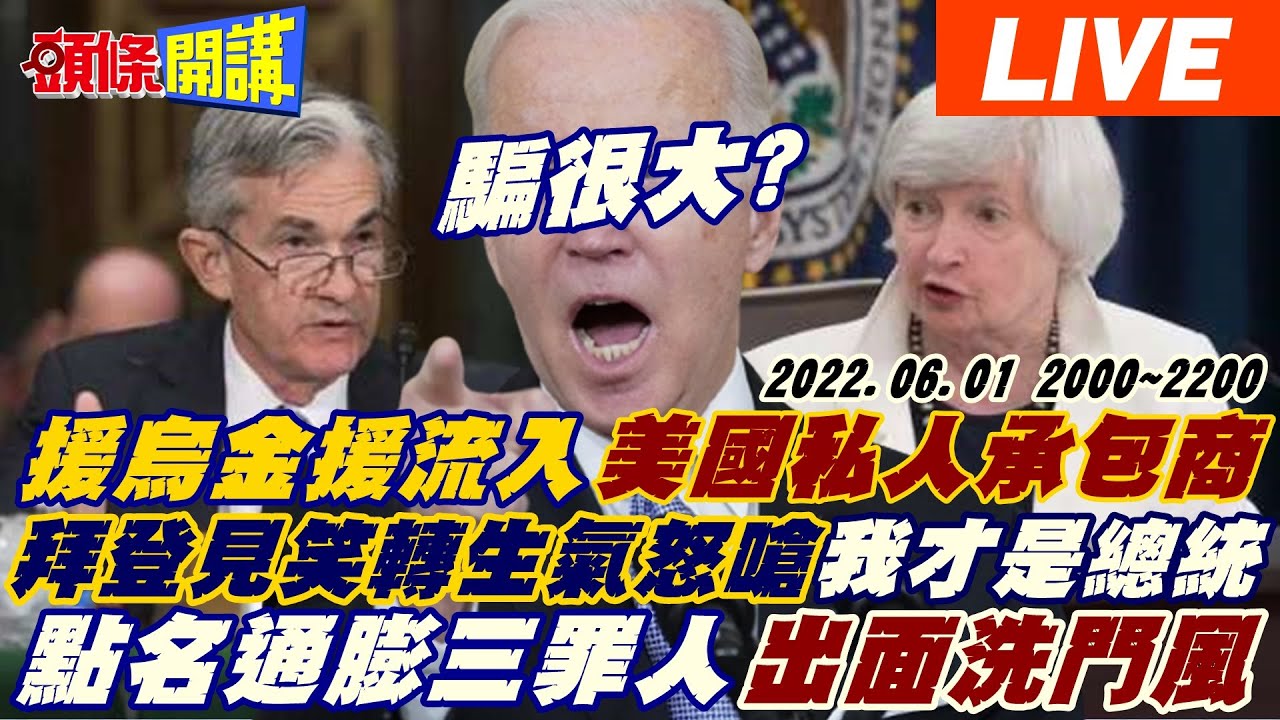 頭條開講
LIVE
騙很大?
2022.06.01 2000~2200
援烏金援流入美國私人承包商
拜登見笑轉生氣怒嗆我才是總統
點名通膨三罪人出面洗門風